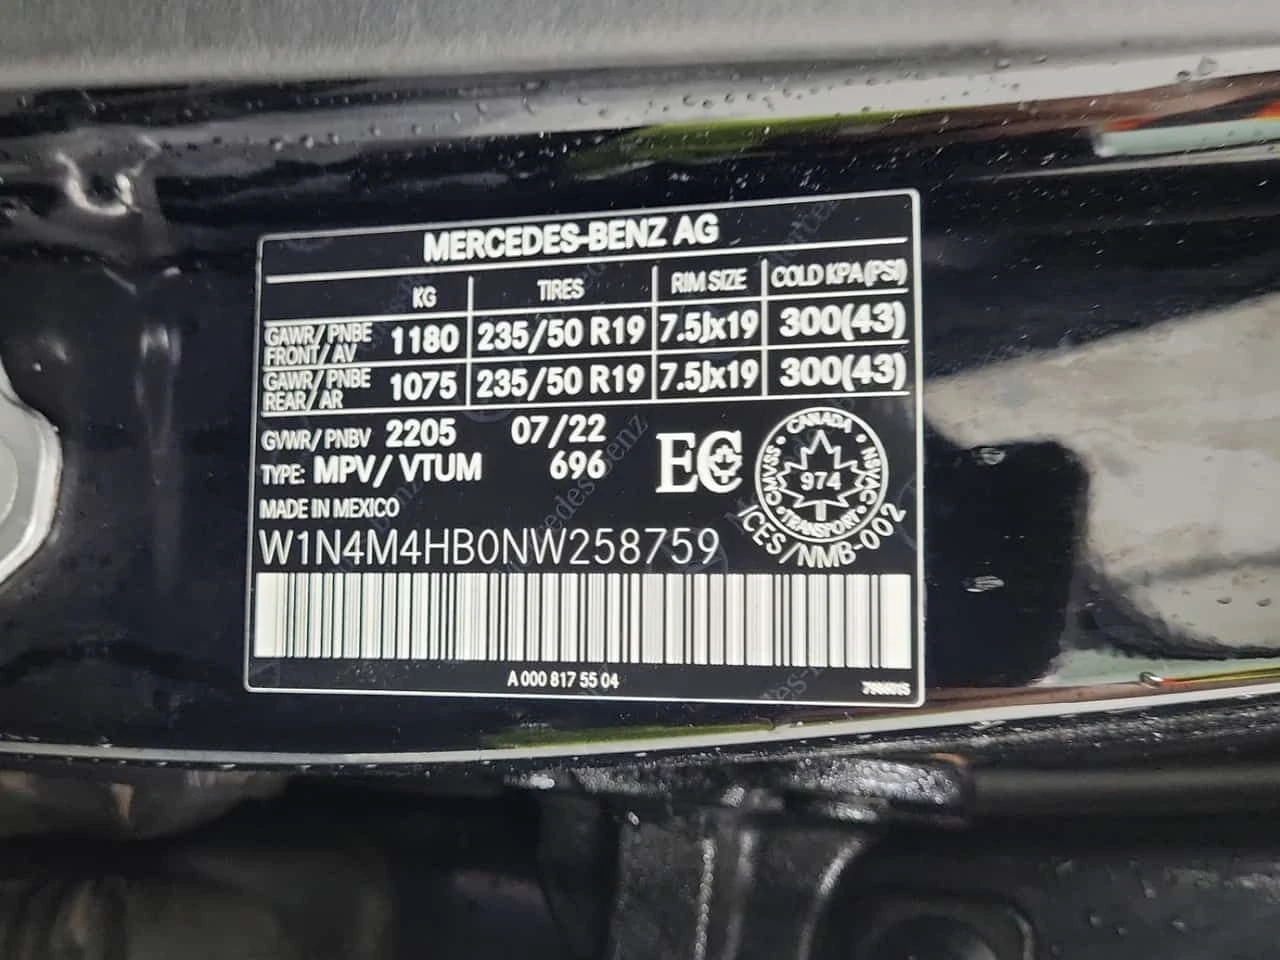 MERCEDES-BENZ AG
KG TIRES RIM SIZE COLD KPA(PSI)
GAWR/PNBE FRONT/AV 1180 235/50 R19 7.5Jx19 300(43)
GAWR/PNBE REAR/AR 1075 235/50 R19 7.5Jx19 300(43)
GVWR/PNBV 2205 07/22
TYPE: MPV/VTUM 696
EC
CANADA
CMVSS NSVAC
974
TRANSPORT
ICES/NMB-002
MADE IN MEXICO
W1N4M4HB0NW258759
A 000 817 55 04